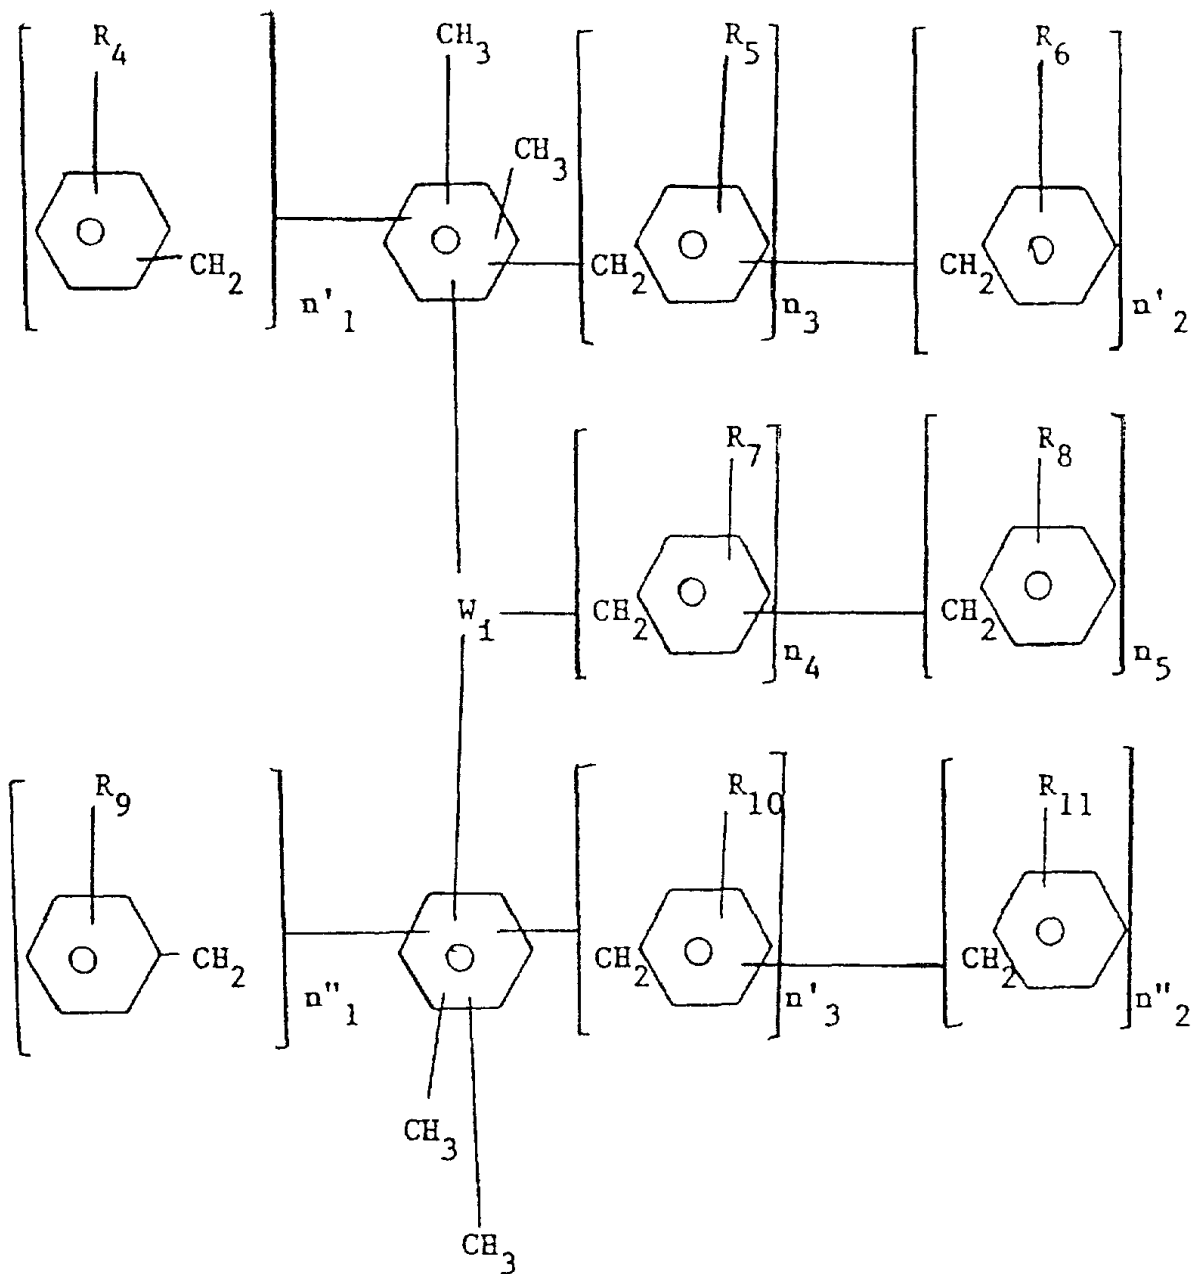 R4 CH3 R5 R6
CH3
CH2 CH2 CH2
n'1 n3 n'2
R7 R8
W1 CH2 CH2
n4 n5
R9 R10 R11
CH2 CH2 CH2
n"1 n'3 n"2
CH3
CH3